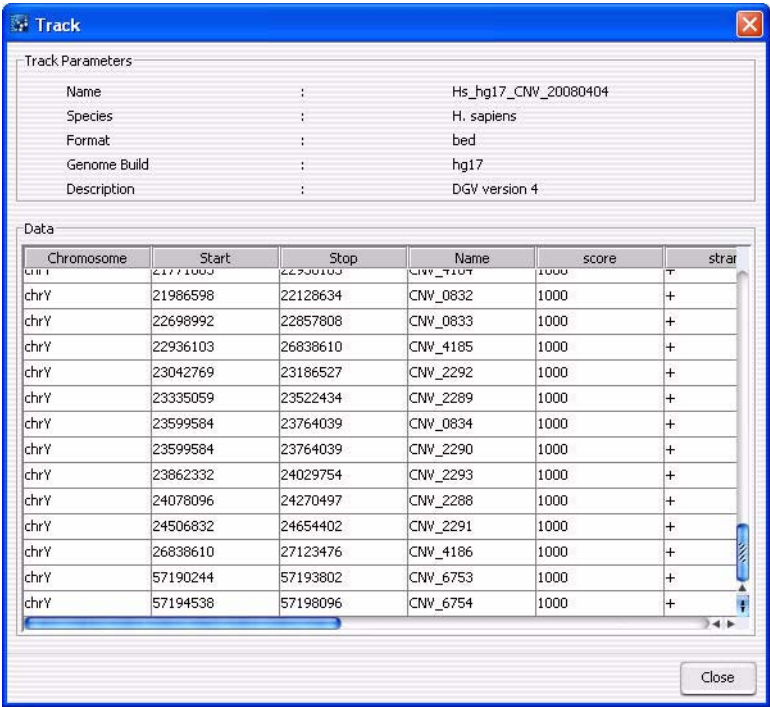 Track
Track Parameters
Name : Hs_hg17_CNV_20080404
Species : H. sapiens
Format : bed
Genome Build : hg17
Description : DGV version 4
Data
Chromosome Start Stop Name score stran
chrY 21986598 22128634 CNV_0832 1000 +
chrY 22698992 22857808 CNV_0833 1000 +
chrY 22936103 26838610 CNV_4185 1000 +
chrY 23042769 23186527 CNV_2292 1000 +
chrY 23335059 23522434 CNV_2289 1000 +
chrY 23599584 23764039 CNV_0834 1000 +
chrY 23599584 23764039 CNV_2290 1000 +
chrY 23862332 24029754 CNV_2293 1000 +
chrY 24078096 24270497 CNV_2288 1000 +
chrY 24506832 24654402 CNV_2291 1000 +
chrY 26838610 27123476 CNV_4186 1000 +
chrY 57190244 57193802 CNV_6753 1000 +
chrY 57194538 57198096 CNV_6754 1000 +
Close